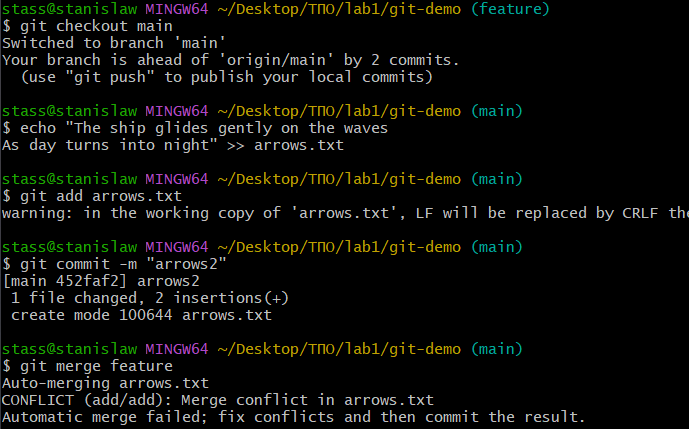 stass@stanislaw MINGW64 ~/Desktop/ТПО/lab1/git-demo (feature)
$ git checkout main
Switched to branch 'main'
Your branch is ahead of 'origin/main' by 2 commits.
  (use "git push" to publish your local commits)

stass@stanislaw MINGW64 ~/Desktop/ТПО/lab1/git-demo (main)
$ echo "The ship glides gently on the waves
As day turns into night" >> arrows.txt

stass@stanislaw MINGW64 ~/Desktop/ТПО/lab1/git-demo (main)
$ git add arrows.txt
warning: in the working copy of 'arrows.txt', LF will be replaced by CRLF the

stass@stanislaw MINGW64 ~/Desktop/ТПО/lab1/git-demo (main)
$ git commit -m "arrows2"
[main 452faf2] arrows2
 1 file changed, 2 insertions(+)
 create mode 100644 arrows.txt

stass@stanislaw MINGW64 ~/Desktop/ТПО/lab1/git-demo (main)
$ git merge feature
Auto-merging arrows.txt
CONFLICT (add/add): Merge conflict in arrows.txt
Automatic merge failed; fix conflicts and then commit the result.